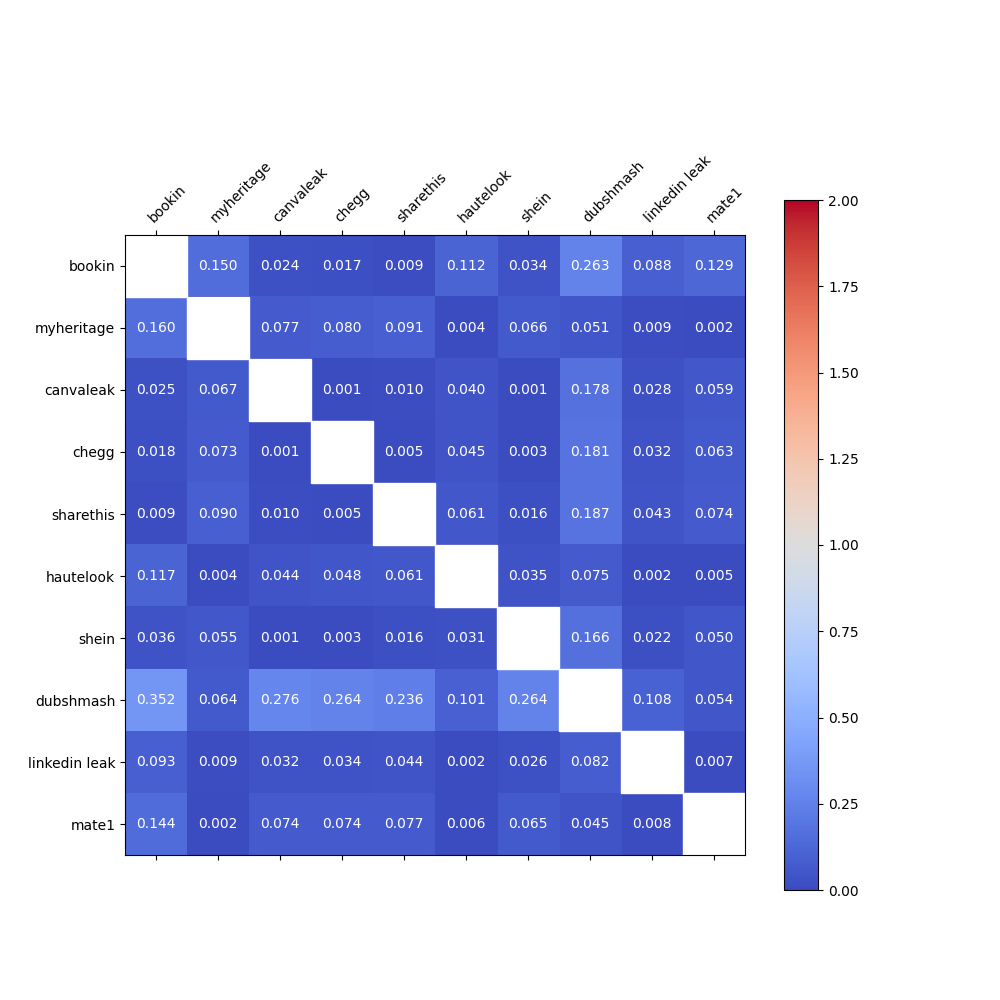 bookin myheritage canvaleak chegg sharethis hautelook shein dubshmash linkedin leak mate1
bookin 0.150 0.024 0.017 0.009 0.112 0.034 0.263 0.088 0.129
myheritage 0.160 0.077 0.080 0.091 0.004 0.066 0.051 0.009 0.002
canvaleak 0.025 0.067 0.001 0.010 0.040 0.001 0.178 0.028 0.059
chegg 0.018 0.073 0.001 0.005 0.045 0.003 0.181 0.032 0.063
sharethis 0.009 0.090 0.010 0.005 0.061 0.016 0.187 0.043 0.074
hautelook 0.117 0.004 0.044 0.048 0.061 0.035 0.075 0.002 0.005
shein 0.036 0.055 0.001 0.003 0.016 0.031 0.166 0.022 0.050
dubshmash 0.352 0.064 0.276 0.264 0.236 0.101 0.264 0.108 0.054
linkedin leak 0.093 0.009 0.032 0.034 0.044 0.002 0.026 0.082 0.007
mate1 0.144 0.002 0.074 0.074 0.077 0.006 0.065 0.045 0.008
2.00
1.75
1.50
1.25
1.00
0.75
0.50
0.25
0.00